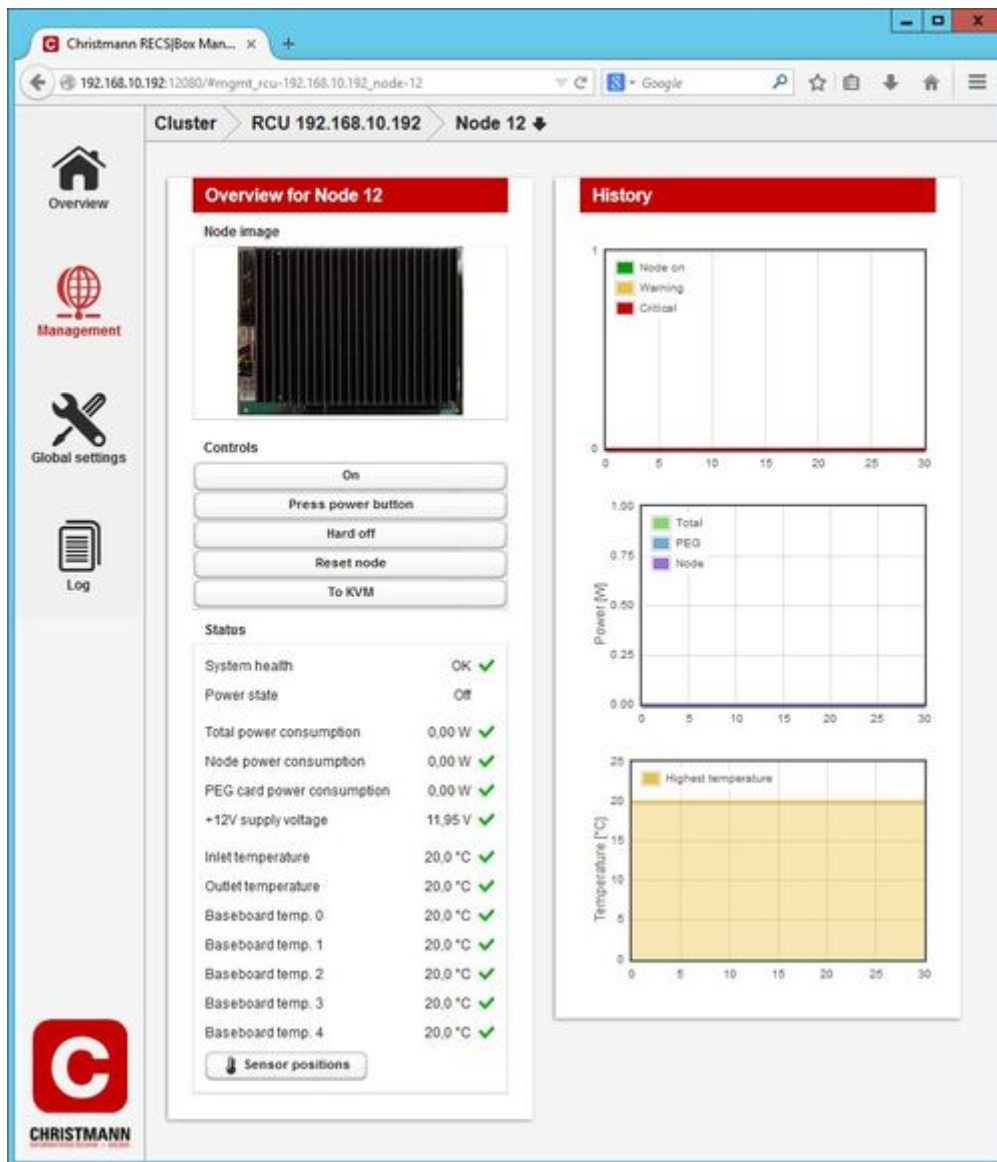 Christmann RECS|Box Man...
192.168.10.192:12080/#mgmt_rcu-192.168.10.192_node-12
Google
Cluster RCU 192.168.10.192 Node 12
Overview
Management
Global settings
Log
CHRISTMANN
Overview for Node 12
Node image
Controls
On
Press power button
Hard off
Reset node
To KVM
Status
System health OK
Power state Off
Total power consumption 0,00 W
Node power consumption 0,00 W
PEG card power consumption 0,00 W
+12V supply voltage 11,95 V
Inlet temperature 20,0 °C
Outlet temperature 20,0 °C
Baseboard temp. 0 20,0 °C
Baseboard temp. 1 20,0 °C
Baseboard temp. 2 20,0 °C
Baseboard temp. 3 20,0 °C
Baseboard temp. 4 20,0 °C
Sensor positions
History
1
Node on
Warning
Critical
0
0 5 10 15 20 25 30
1.00
Total
PEG
0.75
Node
Power [W]
0.50
0.25
0.00
0 5 10 15 20 25 30
25
Highest temperature
20
15
Temperature [°C]
10
5
0
0 5 10 15 20 25 30